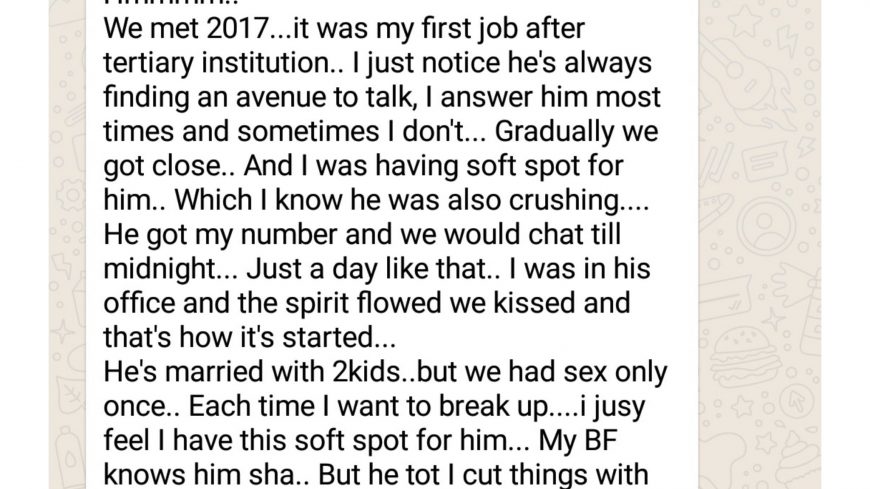 Hmmmmm..
We met 2017...it was my first job after
tertiary institution.. I just notice he's always
finding an avenue to talk, I answer him most
times and sometimes I don't... Gradually we
got close.. And I was having soft spot for
him.. Which I know he was also crushing....
He got my number and we would chat till
midnight... Just a day like that.. I was in his
office and the spirit flowed we kissed and
that's how it's started...
He's married with 2kids..but we had sex only
once.. Each time I want to break up....i jusy
feel I have this soft spot for him... My BF
knows him sha.. But he tot I cut things with